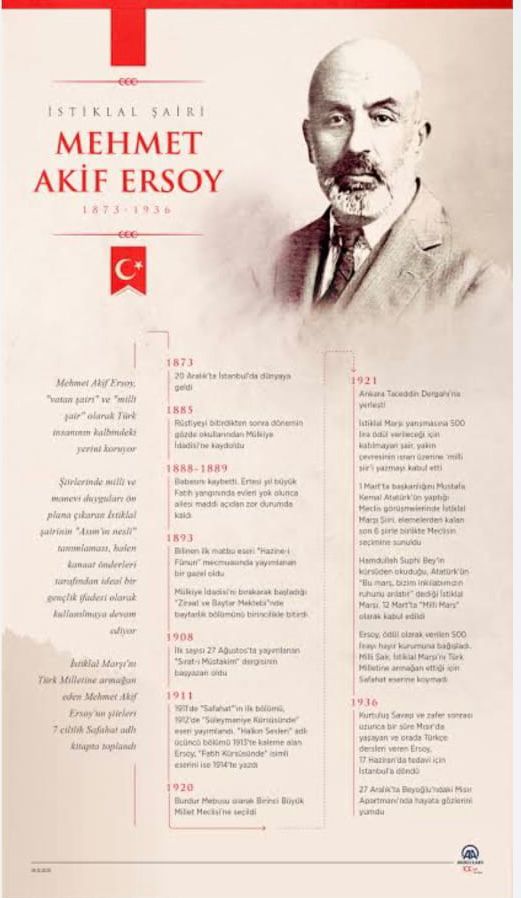 İSTİKLAL ŞAİRİ
MEHMET
AKİF ERSOY
1873-1936
Mehmet Akif Ersoy,
"vatan şairi" ve "milli
şair" olarak Türk
insanının kalbindeki
yerini koruyor
Şiirlerinde milli ve
manevi duyguları ön
plana çıkaran İstiklal
şairinin "Asım'ın nesli"
tanımlaması, halen
kanaat önderleri
tarafından ideal bir
gençlik ifadesi olarak
kullanılmaya devam
ediyor
İstiklal Marşı'nı
Türk Milletine armağan
eden Mehmet Akif
Ersoy'un şiirleri
7 ciltlik Safahat adlı
kitapta toplandı
1873
20 Aralık'ta İstanbul'da dünyaya
geldi
1885
Rüştiyeyi bitirdikten sonra dönemin
gözde okullarından Mülkiye
İdadisi'ne kaydoldu
1888-1889
Babasını kaybetti. Ertesi yıl büyük
Fatih yangınında evleri yok olunca
ailesi maddi açıdan zor durumda
kaldı
1893
Bilinen ilk matbu eseri "Hazine-i
Fünun" mecmuasında yayımlanan
bir gazel oldu
Mülkiye İdadisi'ni bırakarak başladığı
"Ziraat ve Baytar Mektebi"nde
baytarlık bölümünü birincilikle bitirdi
1908
İlk sayısı 27 Ağustos'ta yayımlanan
"Sırat-ı Müstakim" dergisinin
başyazarı oldu
1911
1911'de "Safahat"ın ilk bölümü,
1912'de "Süleymaniye Kürsüsünde"
eseri yayımlandı. "Halkın Sesleri" adlı
üçüncü bölümü 1913'te kaleme alan
Ersoy, "Fatih Kürsüsünde" isimli
eserini ise 1914'te yazdı
1920
Burdur Mebusu olarak Birinci Büyük
Millet Meclisi'ne seçildi
1921
Ankara Taceddin Dergahı'na
yerleşti
İstiklal Marşı yarışmasına 500
lira ödül verileceği için
katılmayan şair, yakın
çevresinin ısrarı üzerine 'milli
şiir'i yazmayı kabul etti
1 Mart'ta başkanlığını Mustafa
Kemal Atatürk'ün yaptığı
Meclis görüşmelerinde İstiklal
Marşı Şiiri, elemelerden kalan
son 6 şiirle birlikte Meclisin
seçimine sunuldu
Hamdullah Suphi Bey'in
kürsüden okuduğu, Atatürk'ün
"Bu marş, bizim inkılabımızın
ruhunu anlatır" dediği İstiklal
Marşı, 12 Mart'ta "Milli Marş"
olarak kabul edildi
Ersoy, ödül olarak verilen 500
lirayı hayır kurumuna bağışladı.
Milli Şair, İstiklal Marşı'nı Türk
Milletine armağan ettiği için
Safahat eserine koymadı
1936
Kurtuluş Savaşı ve zafer sonrası
uzunca bir süre Mısır'da
yaşayan ve orada Türkçe
dersleri veren Ersoy,
17 Haziran'da tedavi için
İstanbul'a döndü
27 Aralık'ta Beyoğlu'ndaki Mısır
Apartmanı'nda hayata gözlerini
yumdu
AA